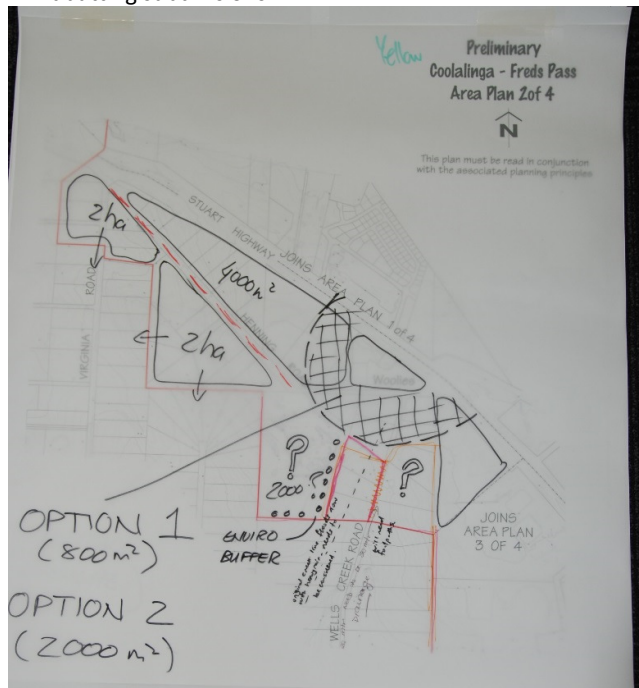 Yellow
Preliminary
Coolalinga - Freds Pass
Area Plan 2of 4
N
This plan must be read in conjunction
with the associated planning principles
2ha
STUART HIGHWAY
JOINS AREA PLAN 1 of 4
4000m²
VIRGINIA ROAD
HENNING
2ha
Woolies
?
2000?
?
OPTION 1
(800m²)
ENVIRO
BUFFER
WELLS CREEK ROAD
JOINS
AREA PLAN
3 OF 4
OPTION 2
(2000m²)